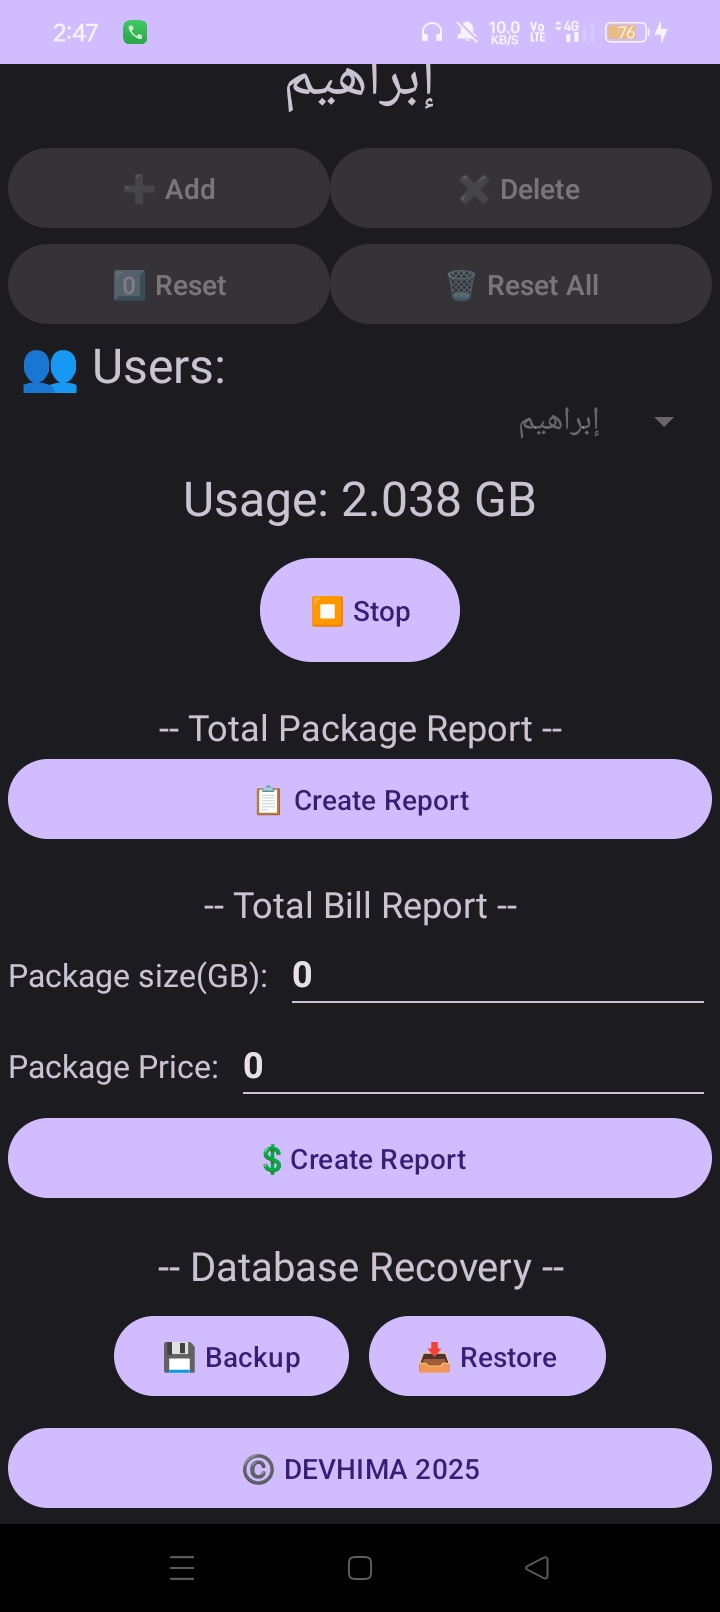 2:47
10.0 KB/S
Vo LTE
4G
76
إبراهيم
➕ Add
✖ Delete
0 Reset
🗑 Reset All
👥 Users:
إبراهيم
Usage: 2.038 GB
⏹ Stop
-- Total Package Report --
📋 Create Report
-- Total Bill Report --
Package size(GB): 0
Package Price: 0
💲Create Report
-- Database Recovery --
💾 Backup
📥 Restore
© DEVHIMA 2025